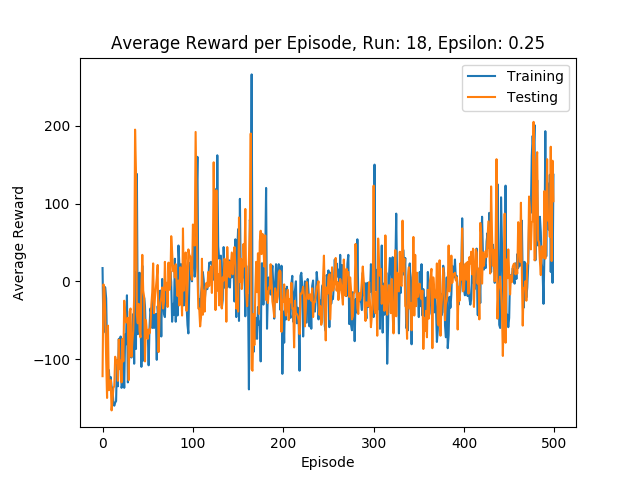 Average Reward per Episode, Run: 18, Epsilon: 0.25
Training
Testing
200
100
0
−100
Average Reward
0
100
200
300
400
500
Episode